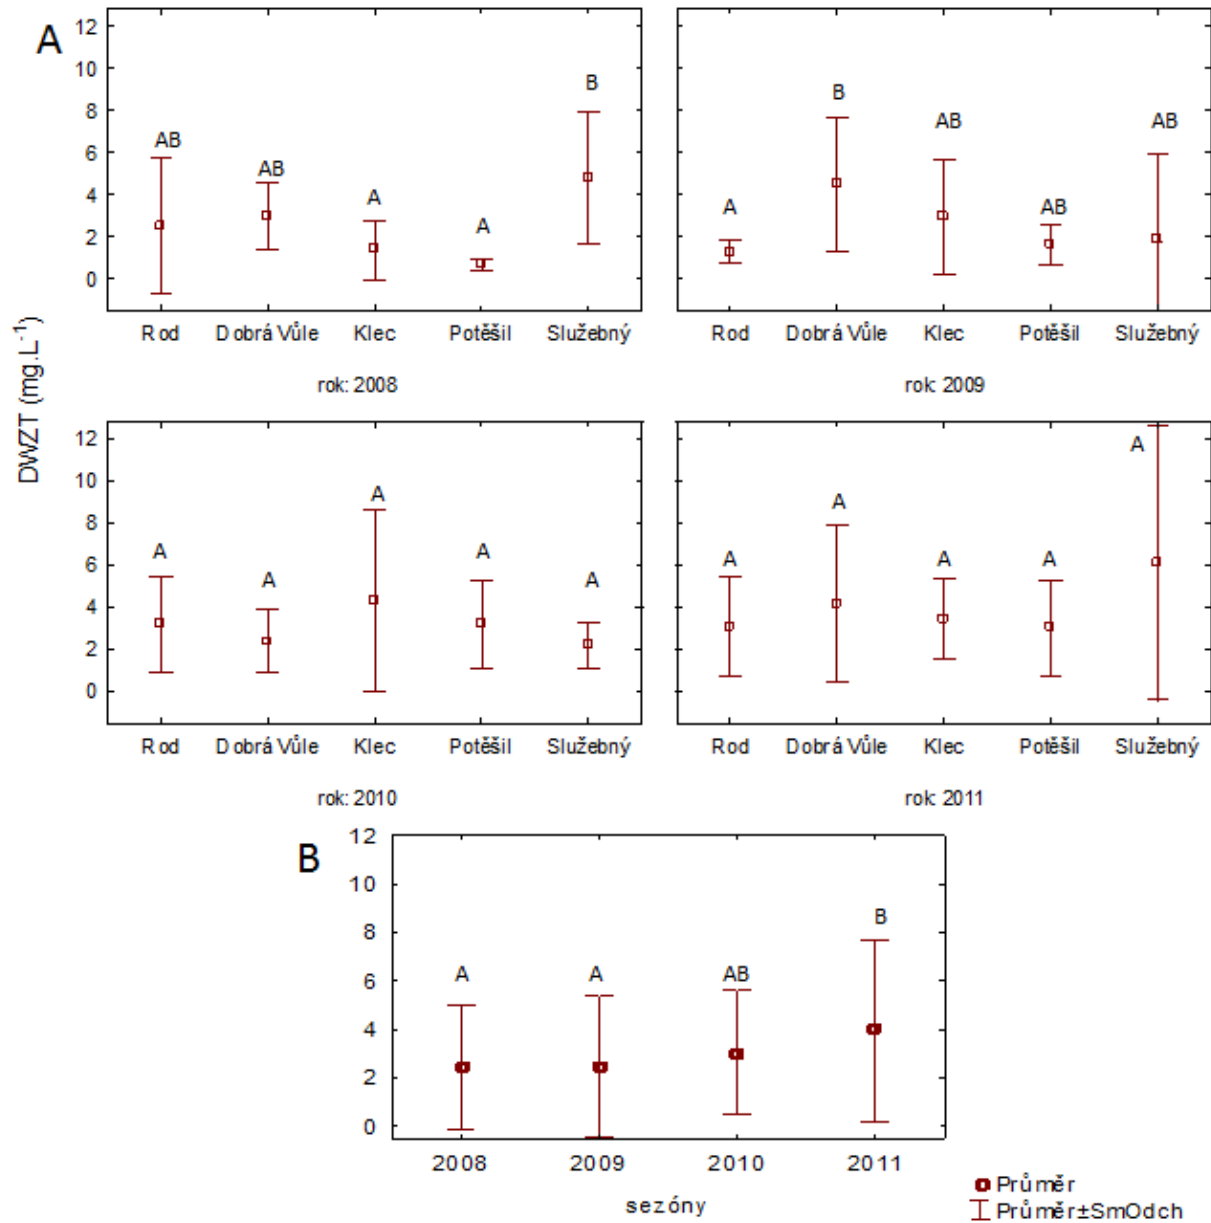 A
DWZT (mg.L-1)
12
10
8
6
4
2
0
AB
AB
A
A
B
Rod
Dobrá Vůle
Klec
Potěšil
Služebný
rok: 2008
A
B
AB
AB
AB
Rod
Dobrá Vůle
Klec
Potěšil
Služebný
rok: 2009
12
10
8
6
4
2
0
A
A
A
A
A
Rod
Dobrá Vůle
Klec
Potěšil
Služebný
rok: 2010
A
A
A
A
A
Rod
Dobrá Vůle
Klec
Potěšil
Služebný
rok: 2011
B
12
10
8
6
4
2
0
A
A
AB
B
2008
2009
2010
2011
sezóny
Průměr
Průměr±SmOdch